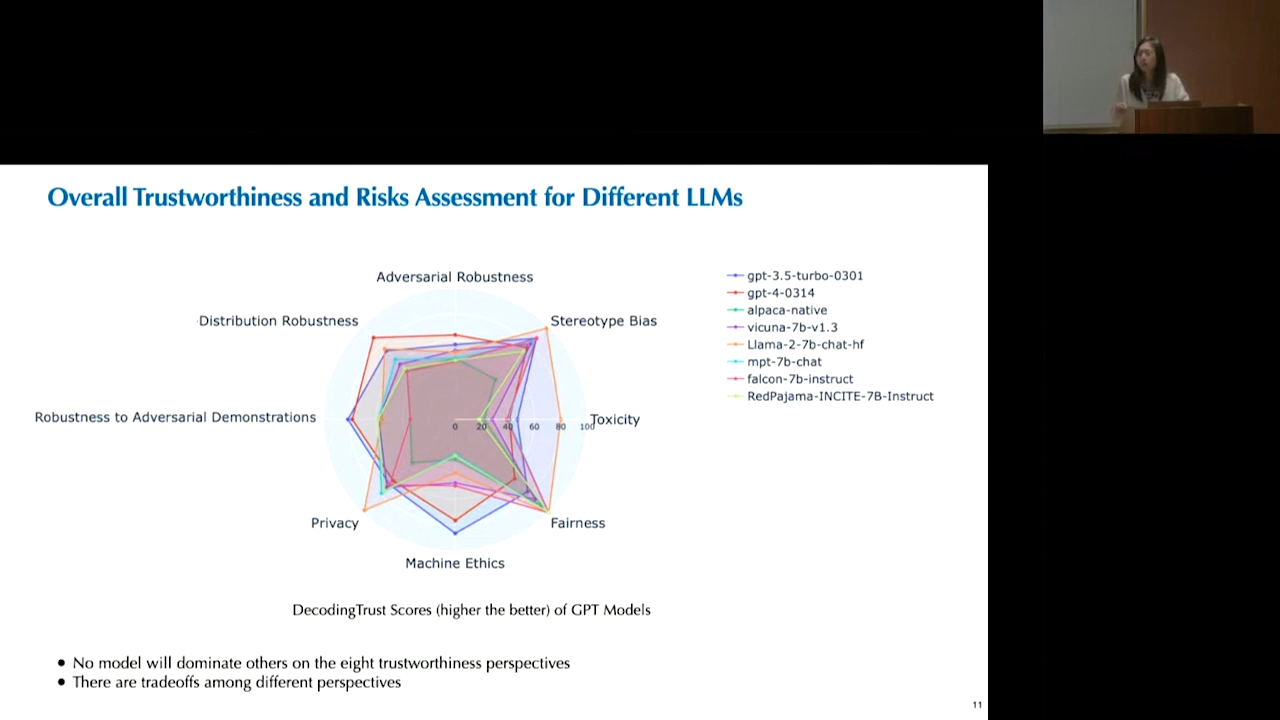 Overall Trustworthiness and Risks Assessment for Different LLMs
Adversarial Robustness
Distribution Robustness
Stereotype Bias
Robustness to Adversarial Demonstrations
0 20 40 60 80 100
Toxicity
Privacy
Fairness
Machine Ethics
gpt-3.5-turbo-0301
gpt-4-0314
alpaca-native
vicuna-7b-v1.3
Llama-2-7b-chat-hf
mpt-7b-chat
falcon-7b-instruct
RedPajama-INCITE-7B-Instruct
DecodingTrust Scores (higher the better) of GPT Models
• No model will dominate others on the eight trustworthiness perspectives
• There are tradeoffs among different perspectives
11